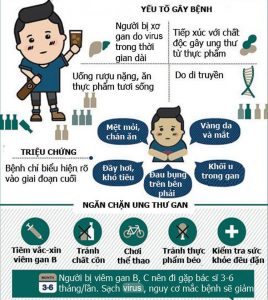 YẾU TỐ GÂY BỆNH
Người bị xơ
gan do virus
trong thời
gian dài
Tiếp xúc với chất
độc gây ung thư
từ thực phẩm
Uống rượu nặng, ăn
thực phẩm tươi sống
Do di truyền
TRIỆU CHỨNG
Bệnh chỉ biểu hiện rõ
vào giai đoạn cuối
Mệt mỏi,
chán ăn
Vàng da
và mắt
Đầy hơi,
khó tiêu
Đau bụng
trên bên
phải
Khối u
trong gan
NGĂN CHẶN UNG THƯ GAN
Tiêm vắc-xin
viêm gan B
Tránh
chất cồn
Chơi
thể thao
Tránh thực
phẩm béo
Kiểm tra sức
khỏe đều đặn
MONTH
3-6
Người bị viêm gan B, C nên đi gặp bác sĩ 3-6
tháng/lần. Sạch virus, nguy cơ mắc bệnh sẽ giảm